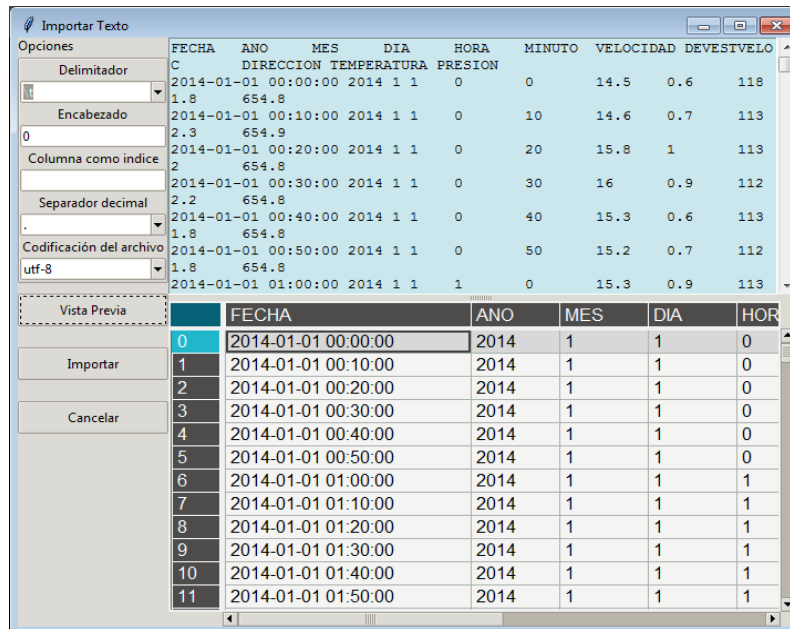 Importar Texto
Opciones
Delimitador
\t
Encabezado
0
Columna como indice
Separador decimal
.
Codificación del archivo
utf-8
Vista Previa
Importar
Cancelar
FECHA ANO MES DIA HORA MINUTO VELOCIDAD DEVESTVELO
C DIRECCION TEMPERATURA PRESION
2014-01-01 00:00:00 2014 1 1 0 0 14.5 0.6 118
1.8 654.8
2014-01-01 00:10:00 2014 1 1 0 10 14.6 0.7 113
2.3 654.9
2014-01-01 00:20:00 2014 1 1 0 20 15.8 1 113
2 654.8
2014-01-01 00:30:00 2014 1 1 0 30 16 0.9 112
2.2 654.8
2014-01-01 00:40:00 2014 1 1 0 40 15.3 0.6 113
1.8 654.8
2014-01-01 00:50:00 2014 1 1 0 50 15.2 0.7 112
1.8 654.8
2014-01-01 01:00:00 2014 1 1 1 0 15.3 0.9 113
FECHA ANO MES DIA HOR
0 2014-01-01 00:00:00 2014 1 1 0
1 2014-01-01 00:10:00 2014 1 1 0
2 2014-01-01 00:20:00 2014 1 1 0
3 2014-01-01 00:30:00 2014 1 1 0
4 2014-01-01 00:40:00 2014 1 1 0
5 2014-01-01 00:50:00 2014 1 1 0
6 2014-01-01 01:00:00 2014 1 1 1
7 2014-01-01 01:10:00 2014 1 1 1
8 2014-01-01 01:20:00 2014 1 1 1
9 2014-01-01 01:30:00 2014 1 1 1
10 2014-01-01 01:40:00 2014 1 1 1
11 2014-01-01 01:50:00 2014 1 1 1